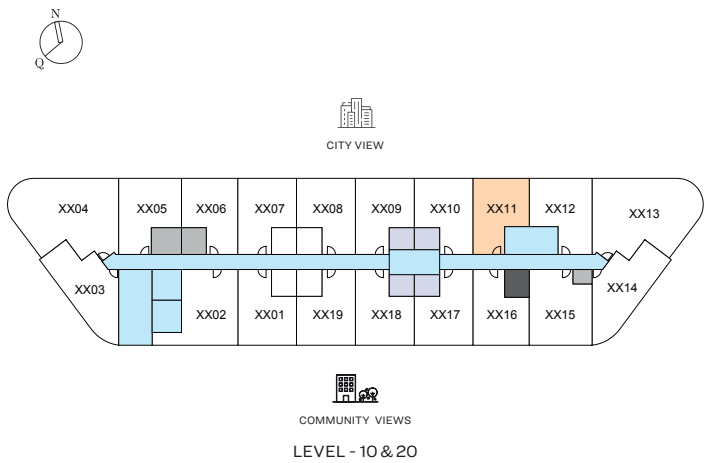 N
Q
CITY VIEW
XX04 XX05 XX06 XX07 XX08 XX09 XX10 XX11 XX12 XX13
XX03 XX02 XX01 XX19 XX18 XX17 XX16 XX15 XX14
COMMUNITY VIEWS
LEVEL - 10 & 20